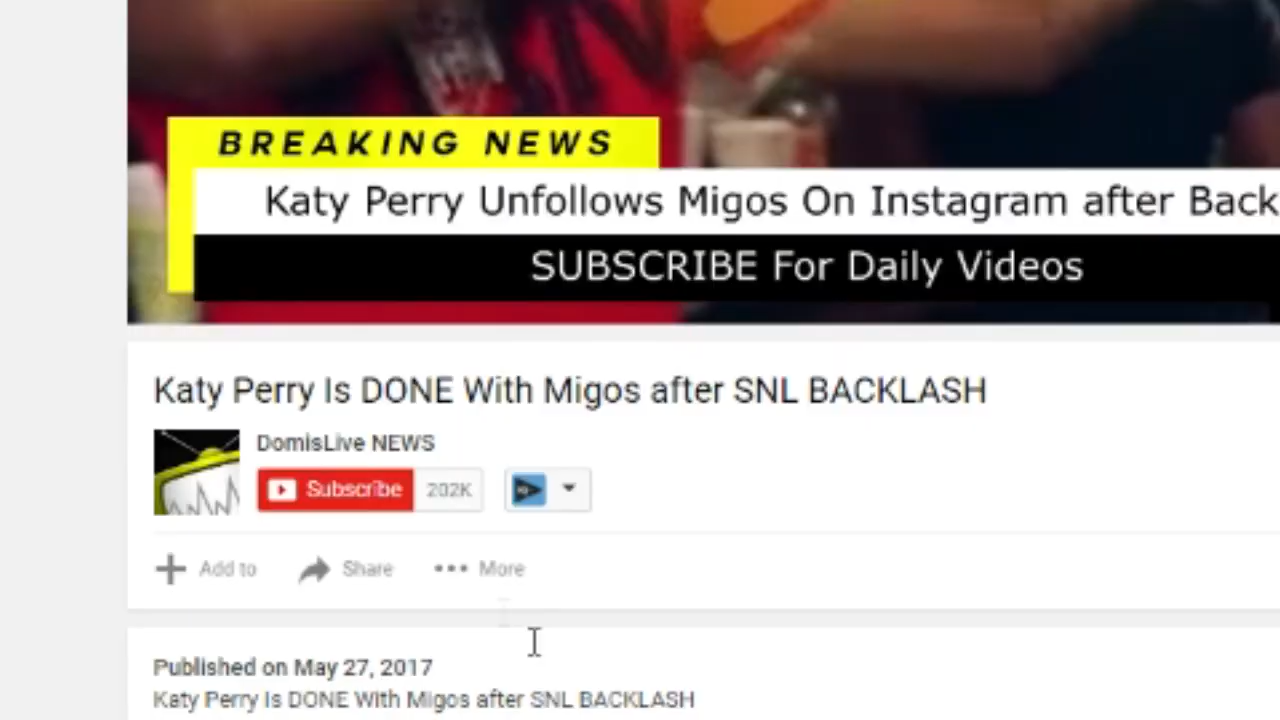 BREAKING NEWS
Katy Perry Unfollows Migos On Instagram after Back
SUBSCRIBE For Daily Videos
Katy Perry Is DONE With Migos after SNL BACKLASH
DomisLive NEWS
Subscribe 202K
Add to Share More
Published on May 27, 2017
Katy Perry Is DONE With Migos after SNL BACKLASH